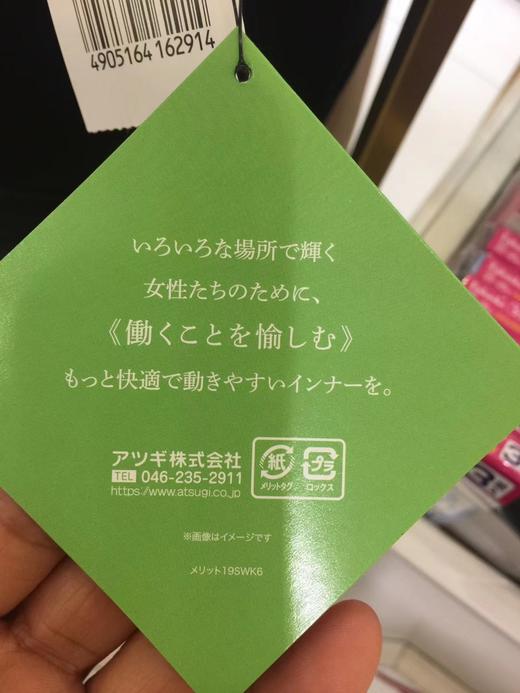 4905164 162914
いろいろな場所で輝く
女性たちのために、
《働くことを愉しむ》
もっと快適で動きやすいインナーを。
アツギ株式会社
TEL 046-235-2911
https://www.atsugi.co.jp
紙
メリットタグ
プラ
ロックス
※画像はイメージです
メリット19SWK6